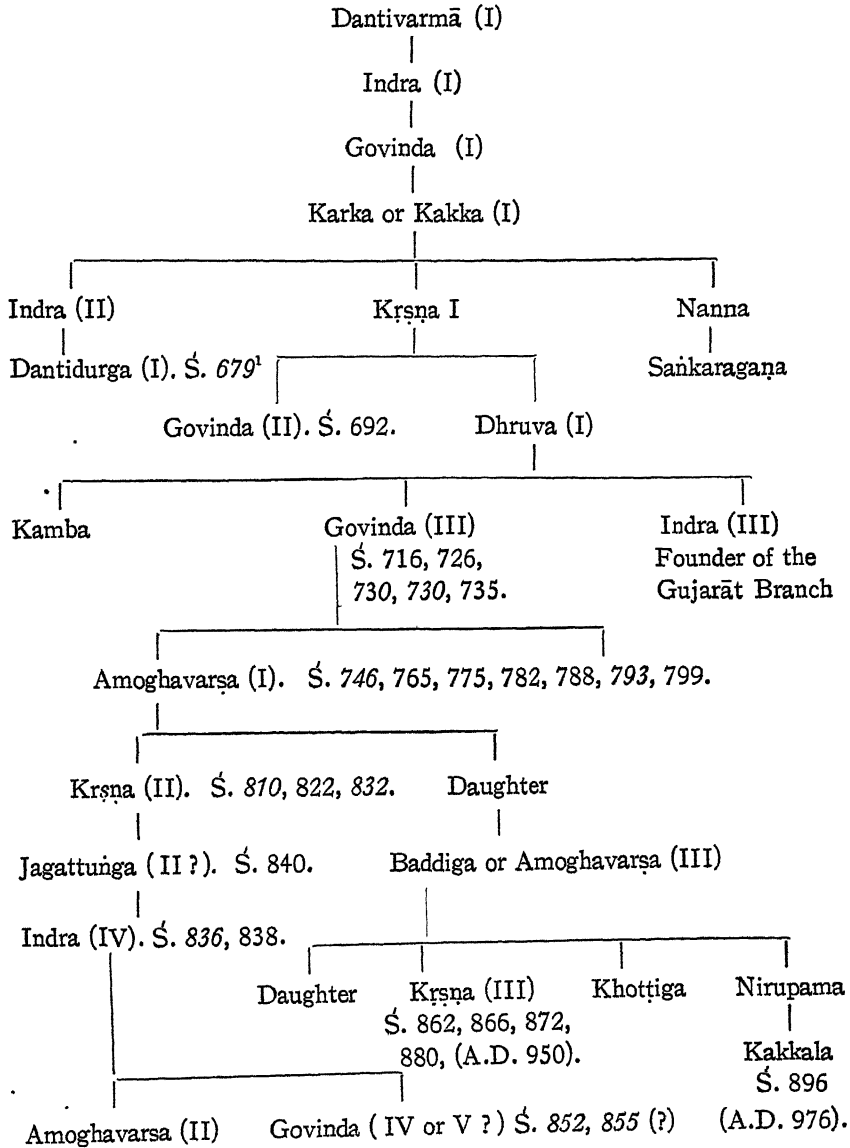 Dantivarmā (I)
Indra (I)
Govinda (I)
Karka or Kakka (I)
Indra (II) Kṛṣṇa I Nanna
Dantidurga (I). Ś. 679¹ Saṅkaragaṇa
Govinda (II). Ś. 692. Dhruva (I)
Kamba Govinda (III) Indra (III)
Ś. 716, 726, Founder of the
730, 730, 735. Gujarāt Branch
Amoghavarṣa (I). Ś. 746, 765, 775, 782, 788, 793, 799.
Kṛṣṇa (II). Ś. 810, 822, 832. Daughter
Jagattuṅga (II ?). Ś. 840. Baddiga or Amoghavarṣa (III)
Indra (IV). Ś. 836, 838.
Daughter Kṛṣṇa (III) Khoṭṭiga Nirupama
Ś. 862, 866, 872,
880, (A.D. 950). Kakkala
Ś. 896
Amoghavarsa (II) Govinda ( IV or V ? ) Ś. 852, 855 (?) (A.D. 976).